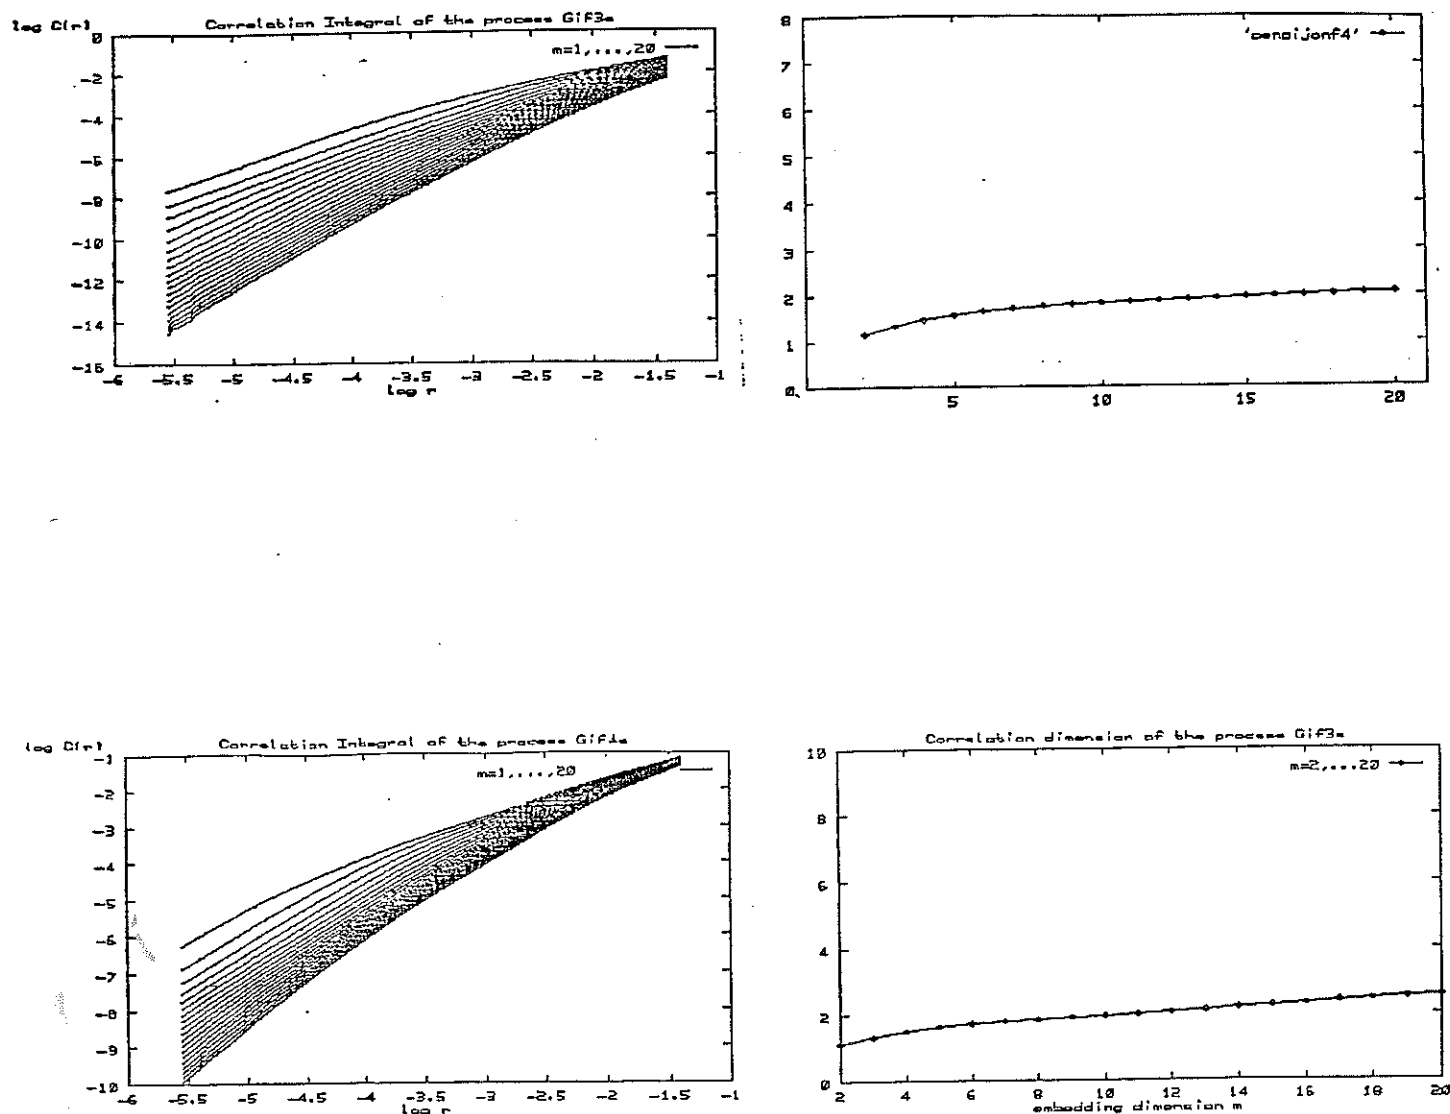 log C(r)
Correlation Integral of the process Gif3a
m=1,...,20
0
-2
-4
-6
-8
-10
-12
-14
-16
-6 -5.5 -5 -4.5 -4 -3.5 -3 -2.5 -2 -1.5 -1
log r
8
7
6
5
4
3
2
1
0
5 10 15 20
log C(r)
Correlation Integral of the process Gif4a
m=1,...,20
-1
-2
-3
-4
-5
-6
-7
-8
-9
-10
-6 -5.5 -5 -4.5 -4 -3.5 -3 -2.5 -2 -1.5 -1
log r
Correlation dimension of the process Gif3a
m=2,...20
10
8
6
4
2
0
2 4 6 8 10 12 14 16 18 20
embedding dimension m